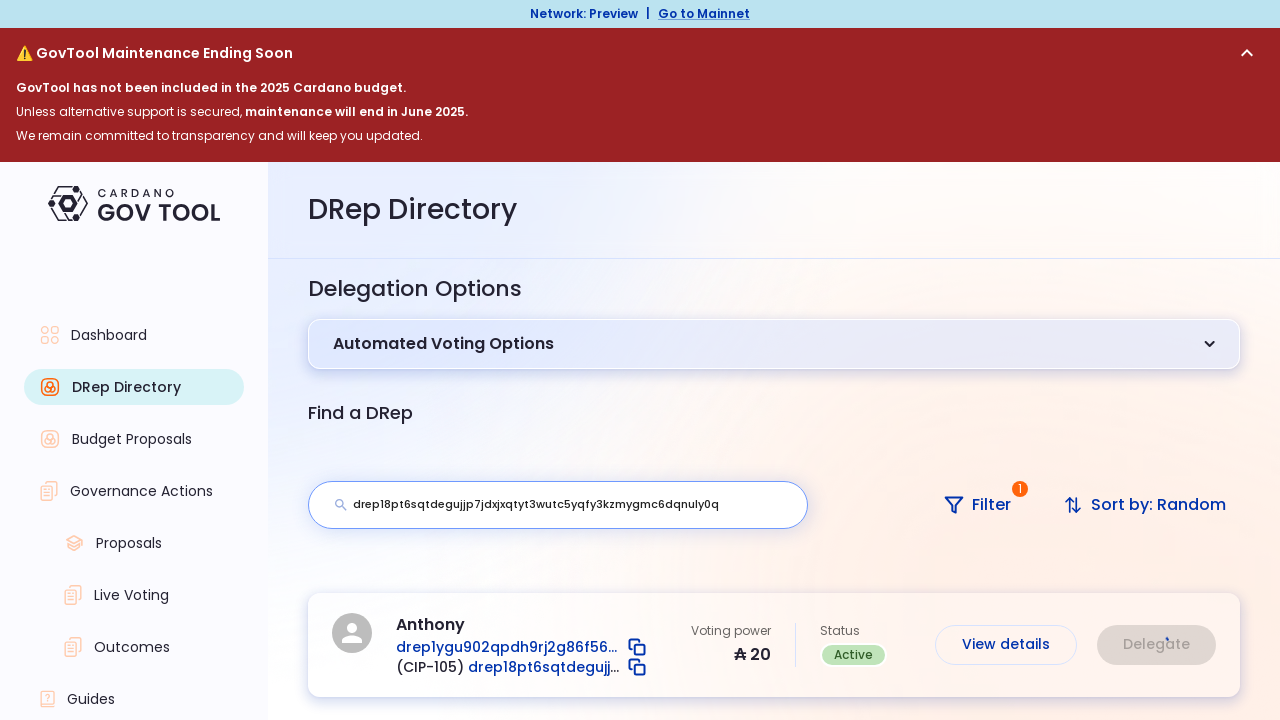 Network: Preview | Go to Mainnet
⚠️ GovTool Maintenance Ending Soon
GovTool has not been included in the 2025 Cardano budget.
Unless alternative support is secured, maintenance will end in June 2025.
We remain committed to transparency and will keep you updated.
CARDANO
GOV TOOL
Dashboard
DRep Directory
Budget Proposals
Governance Actions
Proposals
Live Voting
Outcomes
Guides
DRep Directory
Delegation Options
Automated Voting Options
Find a DRep
drep18pt6sqtdegujjp7jdxjxqtyt3wutc5yqfy3kzmygmc6dqnuly0q
Filter 1
Sort by: Random
Anthony
drep1ygu902qpdh9rj2g86f56...
(CIP-105) drep18pt6sqtdegujj...
Voting power
₳ 20
Status
Active
View details
Delegate